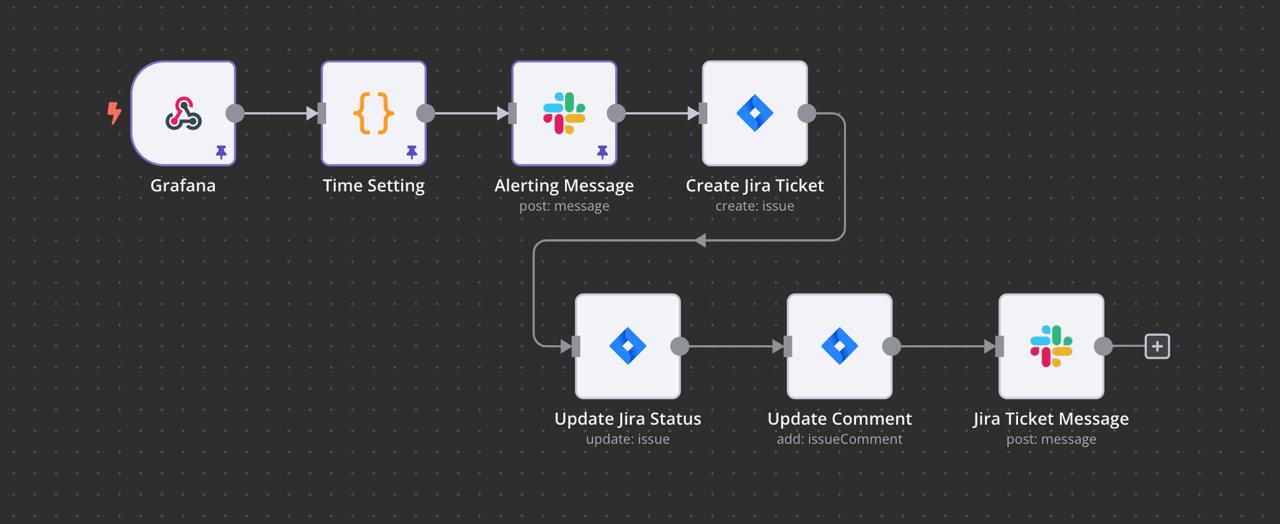 Grafana
Time Setting
Alerting Message
post: message
Create Jira Ticket
create: issue
Update Jira Status
update: issue
Update Comment
add: issueComment
Jira Ticket Message
post: message